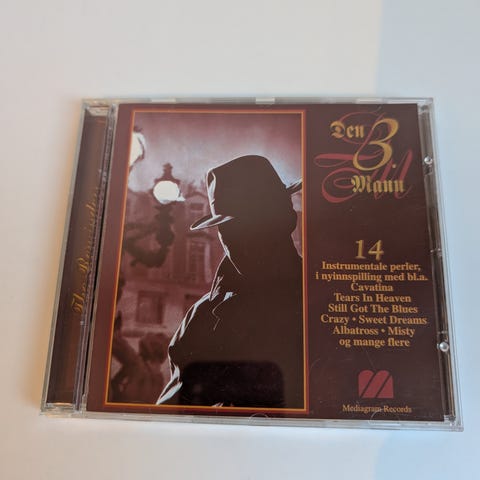 Den
3.
Mann
14
Instrumentale perler,
i nyinnspilling med bl.a.
Cavatina
Tears In Heaven
Still Got The Blues
Crazy • Sweet Dreams
Albatross • Misty
og mange flere
Mediagram Records